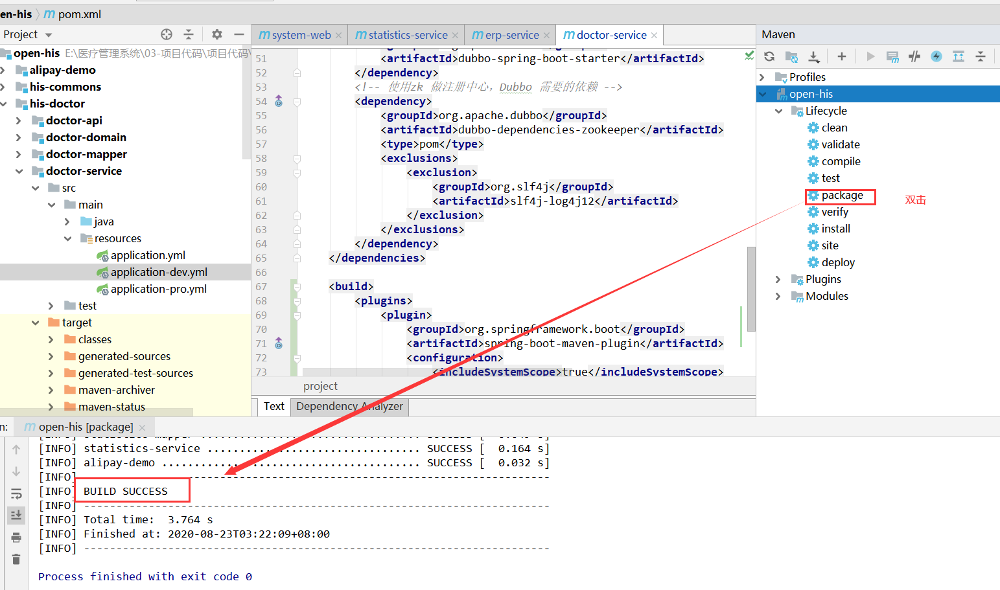 en-his 〉 m pom.xml
Project
system-web
statistics-service
erp-service
doctor-service
Maven
open-his E:\医疗管理系统\03-项目代码\项目代码\
alipay-demo
his-commons
his-doctor
doctor-api
doctor-domain
doctor-mapper
doctor-service
src
main
java
resources
application.yml
application-dev.yml
application-pro.yml
test
target
classes
generated-sources
generated-test-sources
maven-archiver
maven-status
51 <artifactId>dubbo-spring-boot-starter</artifactId>
52 </dependency>
53 <!-- 使用zk 做注册中心，Dubbo 需要的依赖 -->
54 <dependency>
55 <groupId>org.apache.dubbo</groupId>
56 <artifactId>dubbo-dependencies-zookeeper</artifactId>
57 <type>pom</type>
58 <exclusions>
59 <exclusion>
60 <groupId>org.slf4j</groupId>
61 <artifactId>slf4j-log4j12</artifactId>
62 </exclusion>
63 </exclusions>
64 </dependency>
65 </dependencies>
66
67 <build>
68 <plugins>
69 <plugin>
70 <groupId>org.springframework.boot</groupId>
71 <artifactId>spring-boot-maven-plugin</artifactId>
72 <configuration>
73 <includeSystemScope>true</includeSystemScope>
project
Text
Dependency Analyzer
Profiles
open-his
Lifecycle
clean
validate
compile
test
package
双击
verify
install
site
deploy
Plugins
Modules
n: open-his [package]
[INFO] statistics-service ................................. SUCCESS [  0.164 s]
[INFO] alipay-demo ........................................ SUCCESS [  0.032 s]
[INFO] ------------------------------------------------------------------------
[INFO] BUILD SUCCESS
[INFO] ------------------------------------------------------------------------
[INFO] Total time:  3.764 s
[INFO] Finished at: 2020-08-23T03:22:09+08:00
[INFO] ------------------------------------------------------------------------
Process finished with exit code 0